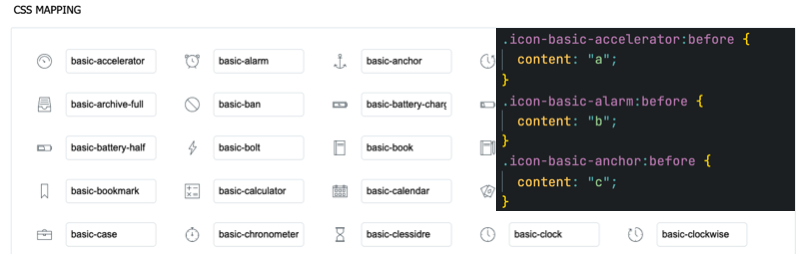 CSS MAPPING
basic-accelerator basic-alarm basic-anchor
basic-archive-full basic-ban basic-battery-charg
basic-battery-half basic-bolt basic-book
basic-bookmark basic-calculator basic-calendar
basic-case basic-chronometer basic-clessidre basic-clock basic-clockwise
.icon-basic-accelerator:before {
content: "a";
}
.icon-basic-alarm:before {
content: "b";
}
.icon-basic-anchor:before {
content: "c";
}